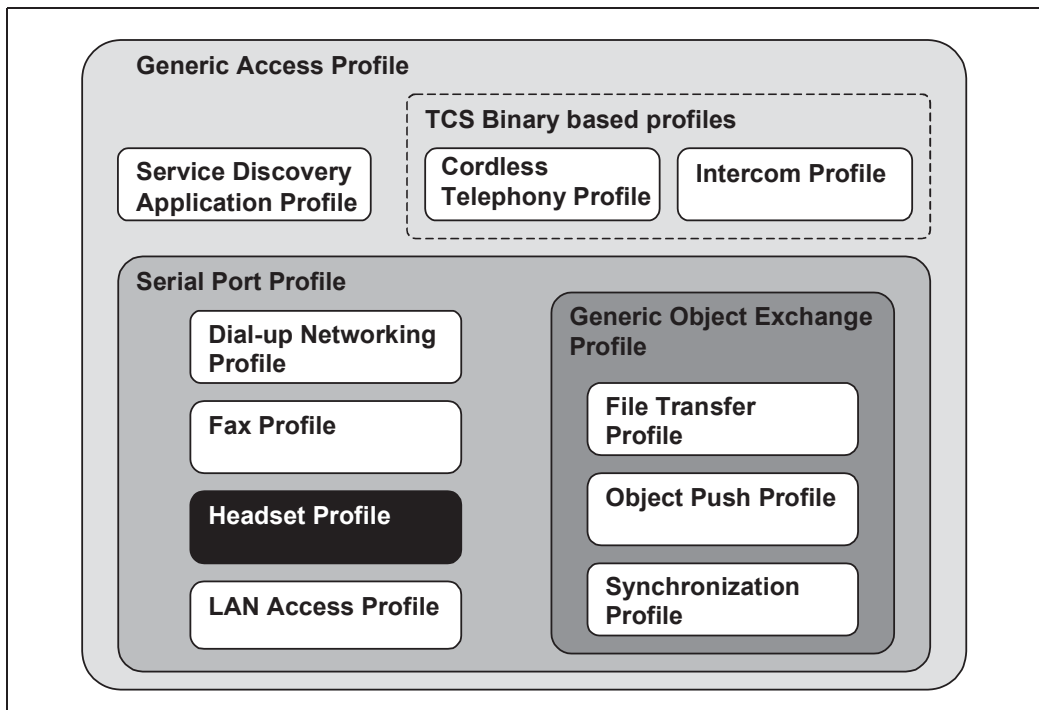 Generic Access Profile
TCS Binary based profiles
Service Discovery
Application Profile
Cordless
Telephony Profile
Intercom Profile
Serial Port Profile
Dial-up Networking
Profile
Fax Profile
Headset Profile
LAN Access Profile
Generic Object Exchange
Profile
File Transfer
Profile
Object Push Profile
Synchronization
Profile